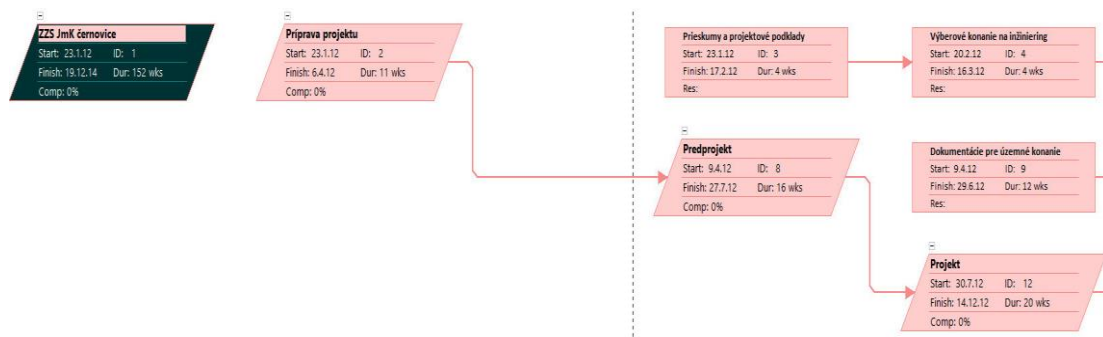 ZZS JmK černovice
Start: 23.1.12 ID: 1
Finish: 19.12.14 Dur: 152 wks
Comp: 0%
Príprava projektu
Start: 23.1.12 ID: 2
Finish: 6.4.12 Dur: 11 wks
Comp: 0%
Prieskumy a projektové podklady
Start: 23.1.12 ID: 3
Finish: 17.2.12 Dur: 4 wks
Res:
Výberové konanie na inžiniering
Start: 20.2.12 ID: 4
Finish: 16.3.12 Dur: 4 wks
Res:
Predprojekt
Start: 9.4.12 ID: 8
Finish: 27.7.12 Dur: 16 wks
Comp: 0%
Dokumentácie pre územné konanie
Start: 9.4.12 ID: 9
Finish: 29.6.12 Dur: 12 wks
Res:
Projekt
Start: 30.7.12 ID: 12
Finish: 14.12.12 Dur: 20 wks
Comp: 0%